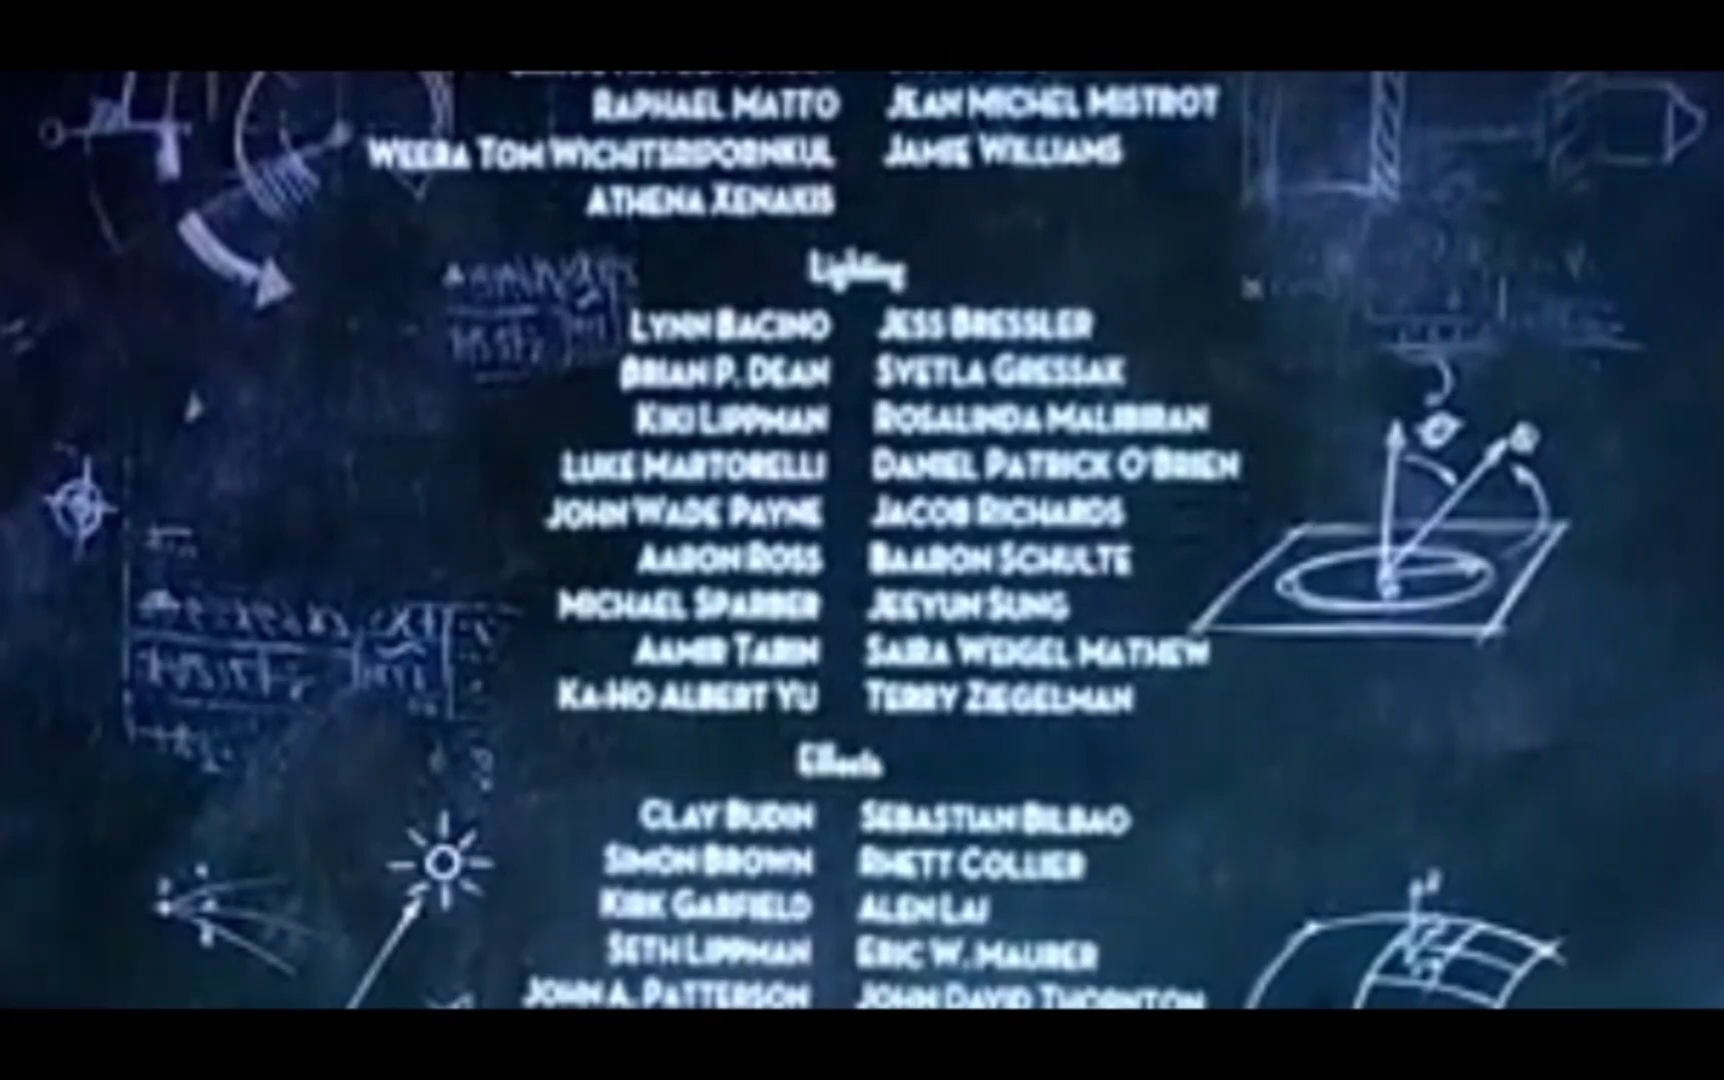 RAPHAEL MATTO JEAN MICHEL MISTROT
WEERA TOM WICHITSRIPORNKUL JAMIE WILLIAMS
ATHENA XENAKIS
Lighting
LYNN BACINO JESS BRESSLER
BRIAN P. DEAN SVETLA GRESSAK
KIKI LIPPMAN ROSALINDA MALIBIRAN
LUKE MARTORELLI DANIEL PATRICK O'BRIEN
JOHN WADE PAYNE JACOB RICHARDS
AARON ROSS BAARON SCHULTE
MICHAEL SPARBER JEEYUN SUNG
AAMIR TARIN SAIRA WEIGEL MATHEW
KA-HO ALBERT YU TERRY ZIEGELMAN
Effects
CLAY BUDIN SEBASTIAN BILBAO
SIMON BROWN RHETT COLLIER
KIRK GARFIELD ALEN LAI
SETH LIPPMAN ERIC W. MAURER
JOHN A. PATTERSON JOHN DAVID THORNTON